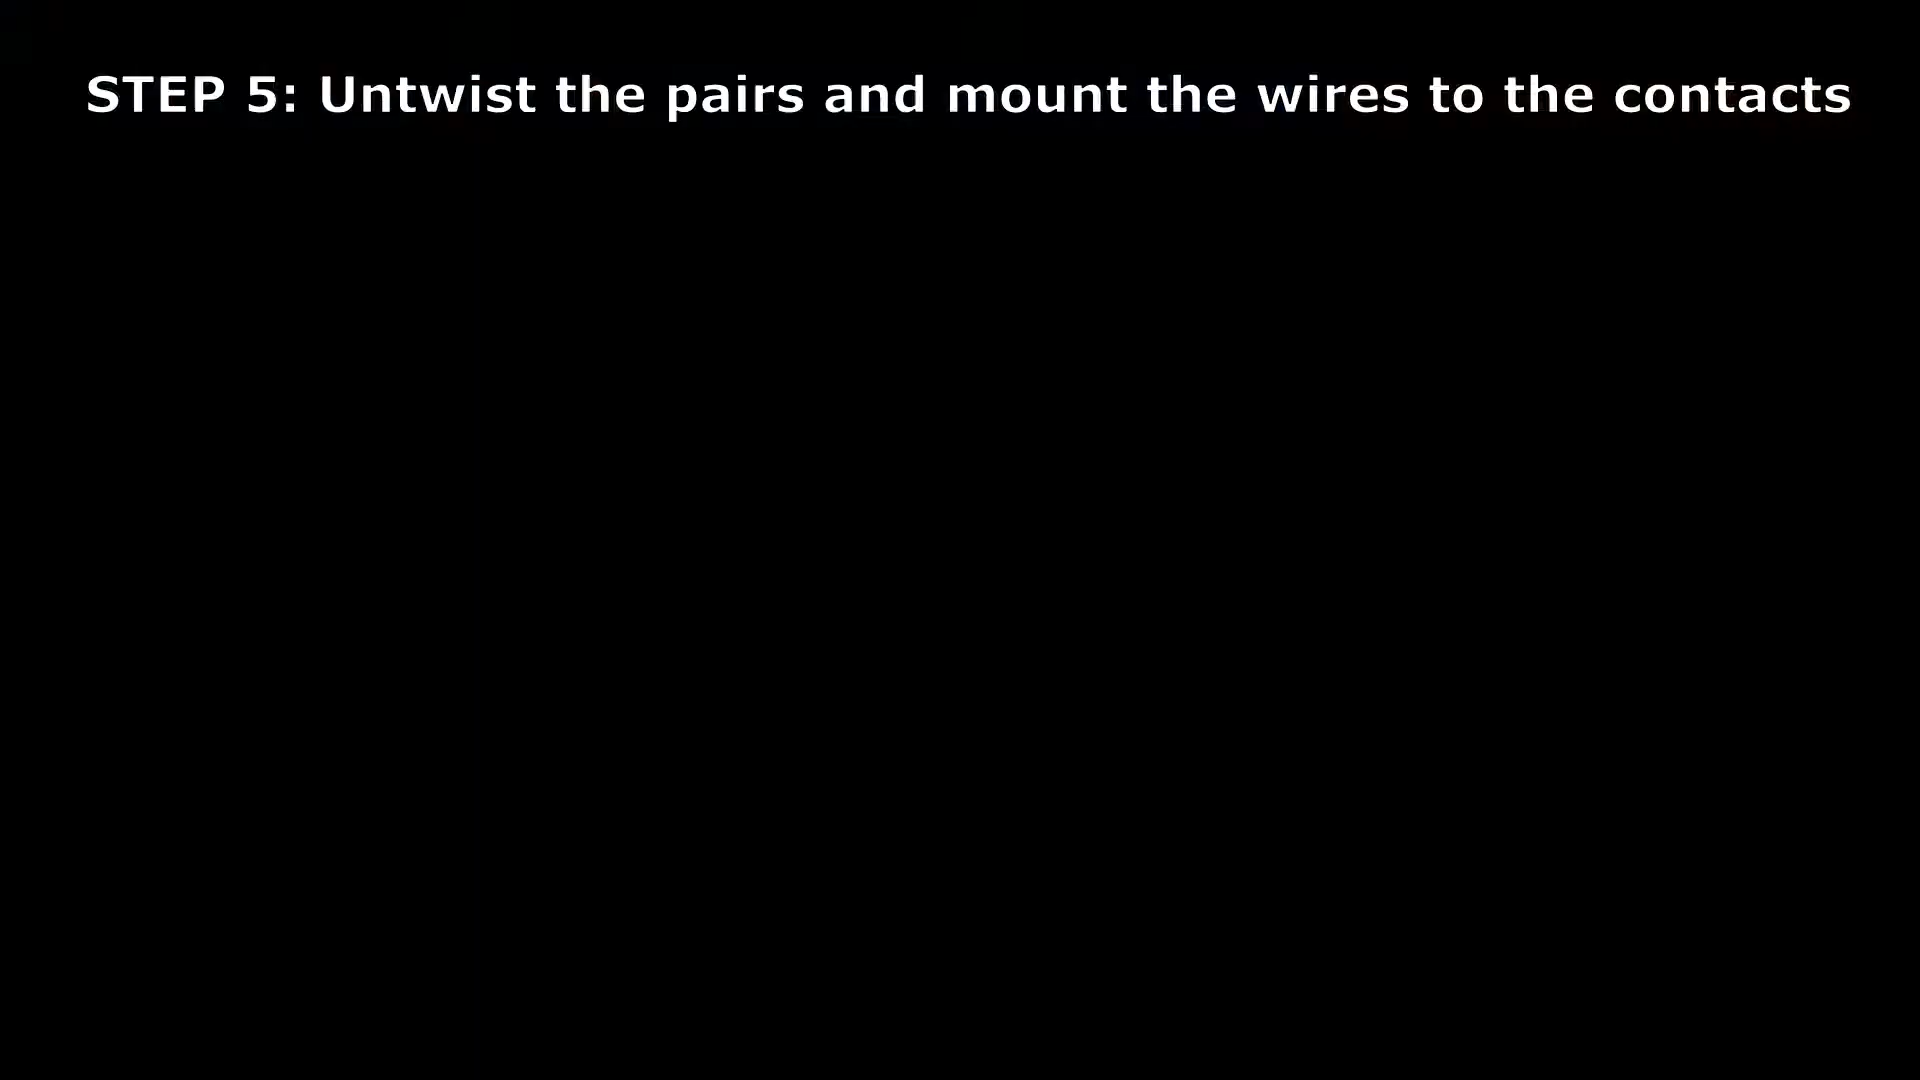 STEP 5: Untwist the pairs and mount the wires to the contacts